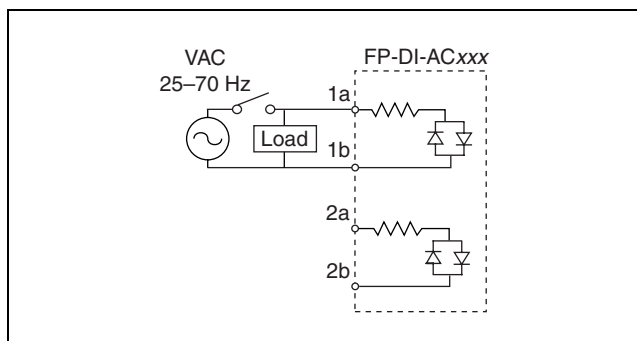 VAC
25–70 Hz
FP-DI-ACxxx
1a
Load
1b
2a
2b